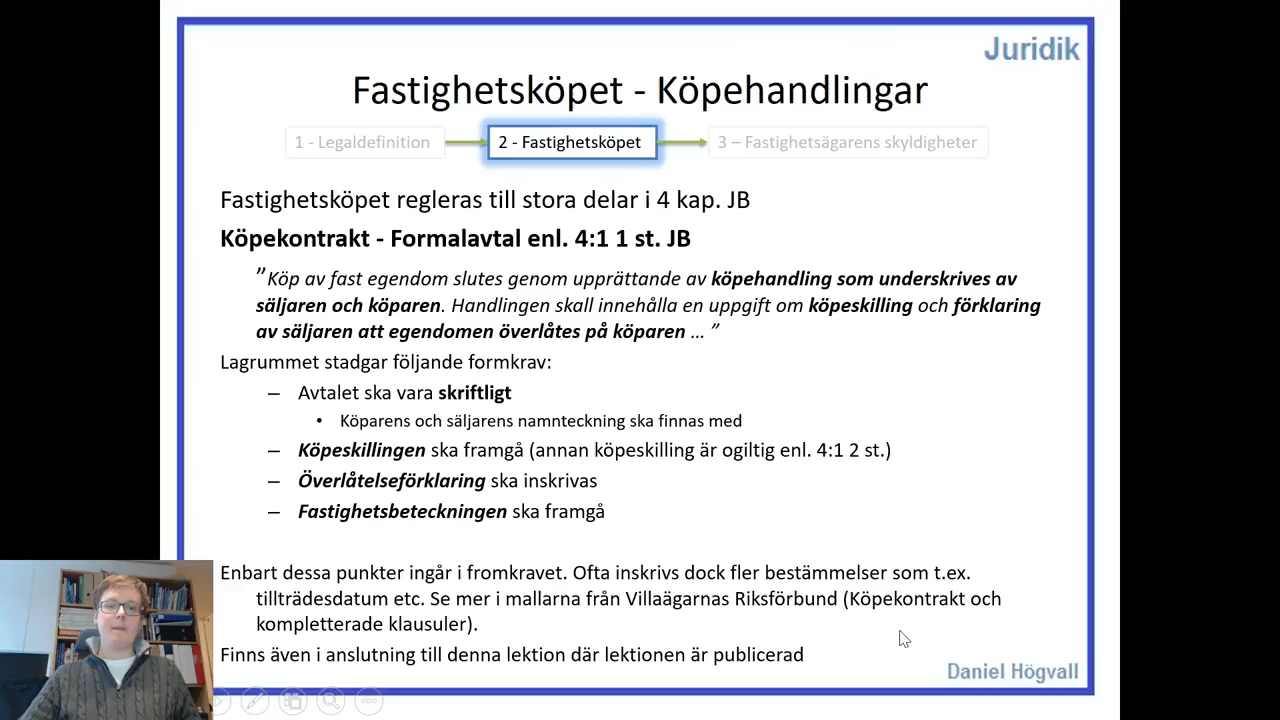 Juridik
Fastighetsköpet - Köpehandlingar
1 - Legaldefinition
2 - Fastighetsköpet
3 – Fastighetsägarens skyldigheter
Fastighetsköpet regleras till stora delar i 4 kap. JB
Köpekontrakt - Formalavtal enl. 4:1 1 st. JB
”Köp av fast egendom slutes genom upprättande av köpehandling som underskrives av
säljaren och köparen. Handlingen skall innehålla en uppgift om köpeskilling och förklaring
av säljaren att egendomen överlåtes på köparen … ”
Lagrummet stadgar följande formkrav:
– Avtalet ska vara skriftligt
• Köparens och säljarens namnteckning ska finnas med
– Köpeskillingen ska framgå (annan köpeskilling är ogiltig enl. 4:1 2 st.)
– Överlåtelseförklaring ska inskrivas
– Fastighetsbeteckningen ska framgå
Enbart dessa punkter ingår i fromkravet. Ofta inskrivs dock fler bestämmelser som t.ex.
tillträdesdatum etc. Se mer i mallarna från Villaägarnas Riksförbund (Köpekontrakt och
kompletterade klausuler).
Finns även i anslutning till denna lektion där lektionen är publicerad
Daniel Högvall